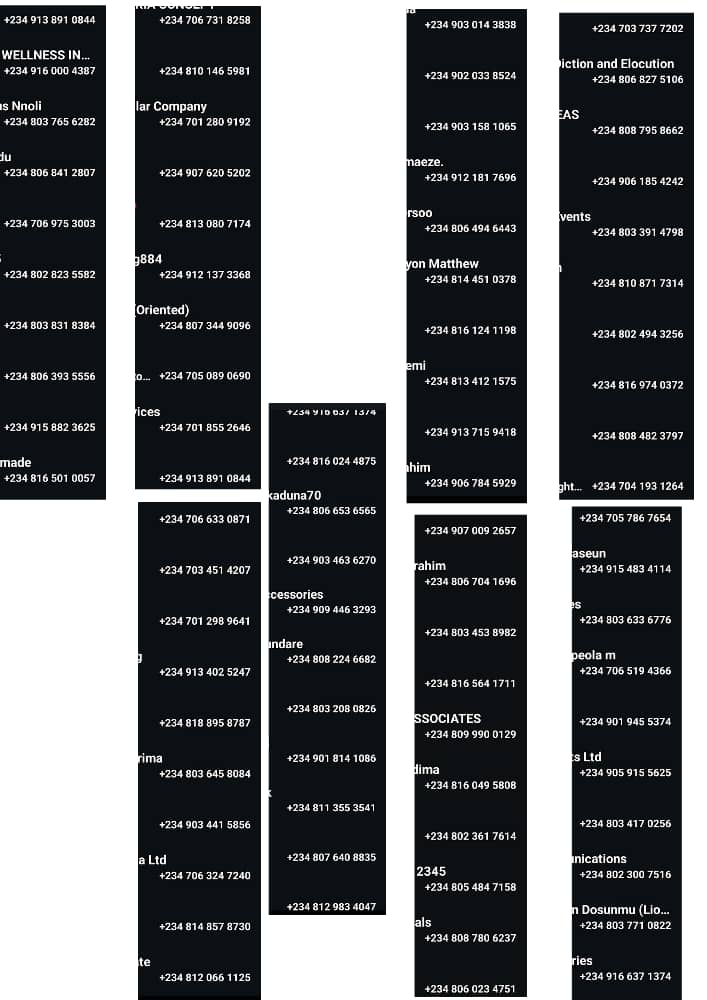 +234 913 891 0844
WELLNESS IN...
+234 916 000 4387
s Nnoli
+234 803 765 6282
du
+234 806 841 2807
+234 706 975 3003
+234 802 823 5582
+234 803 831 8384
+234 806 393 5556
+234 915 882 3625
made
+234 816 501 0057
+234 706 731 8258
+234 810 146 5981
lar Company
+234 701 280 9192
+234 907 620 5202
+234 813 080 7174
g884
+234 912 137 3368
(Oriented)
+234 807 344 9096
to... +234 705 089 0690
vices
+234 701 855 2646
+234 913 891 0844
+234 706 633 0871
+234 703 451 4207
+234 701 298 9641
g
+234 913 402 5247
+234 818 895 8787
rima
+234 803 645 8084
+234 903 441 5856
a Ltd
+234 706 324 7240
+234 814 857 8730
te
+234 812 066 1125
+234 916 637 1374
+234 816 024 4875
kaduna70
+234 806 653 6565
+234 903 463 6270
ccessories
+234 909 446 3293
undare
+234 808 224 6682
+234 803 208 0826
+234 901 814 1086
k
+234 811 355 3541
+234 807 640 8835
+234 812 983 4047
+234 903 014 3838
+234 902 033 8524
+234 903 158 1065
maeze.
+234 912 181 7696
rsoo
+234 806 494 6443
yon Matthew
+234 814 451 0378
+234 816 124 1198
emi
+234 813 412 1575
+234 913 715 9418
ahim
+234 906 784 5929
+234 907 009 2657
rahim
+234 806 704 1696
+234 803 453 8982
+234 816 564 1711
SSOCIATES
+234 809 990 0129
dima
+234 816 049 5808
+234 802 361 7614
2345
+234 805 484 7158
als
+234 808 780 6237
+234 806 023 4751
+234 703 737 7202
iction and Elocution
+234 806 827 5106
EAS
+234 808 795 8662
+234 906 185 4242
vents
+234 803 391 4798
+234 810 871 7314
+234 802 494 3256
+234 816 974 0372
+234 808 482 3797
ght... +234 704 193 1264
+234 705 786 7654
aseun
+234 915 483 4114
es
+234 803 633 6776
peola m
+234 706 519 4366
+234 901 945 5374
ts Ltd
+234 905 915 5625
+234 803 417 0256
unications
+234 802 300 7516
n Dosunmu (Lio...
+234 803 771 0822
ries
+234 916 637 1374